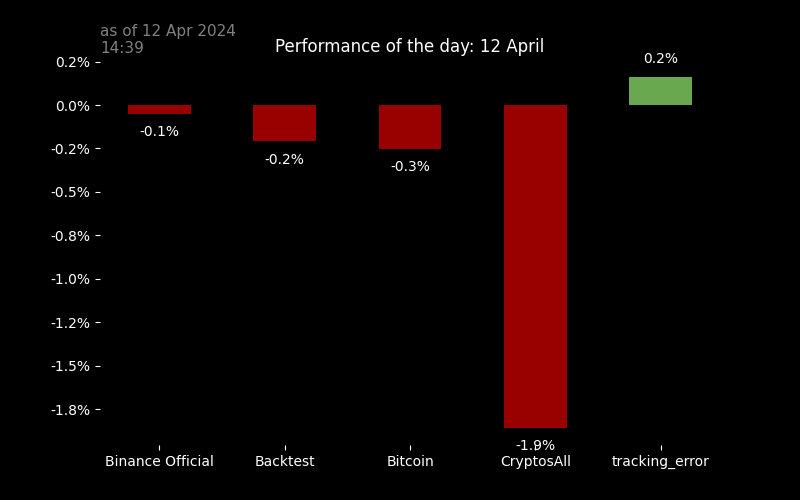 as of 12 Apr 2024
14:39
Performance of the day: 12 April
0.2%
0.2%
0.0%
-0.1%
-0.2%
-0.2%
-0.3%
-0.5%
-0.8%
-1.0%
-1.2%
-1.5%
-1.8%
-1.9%
Binance Official
Backtest
Bitcoin
CryptosAll
tracking_error